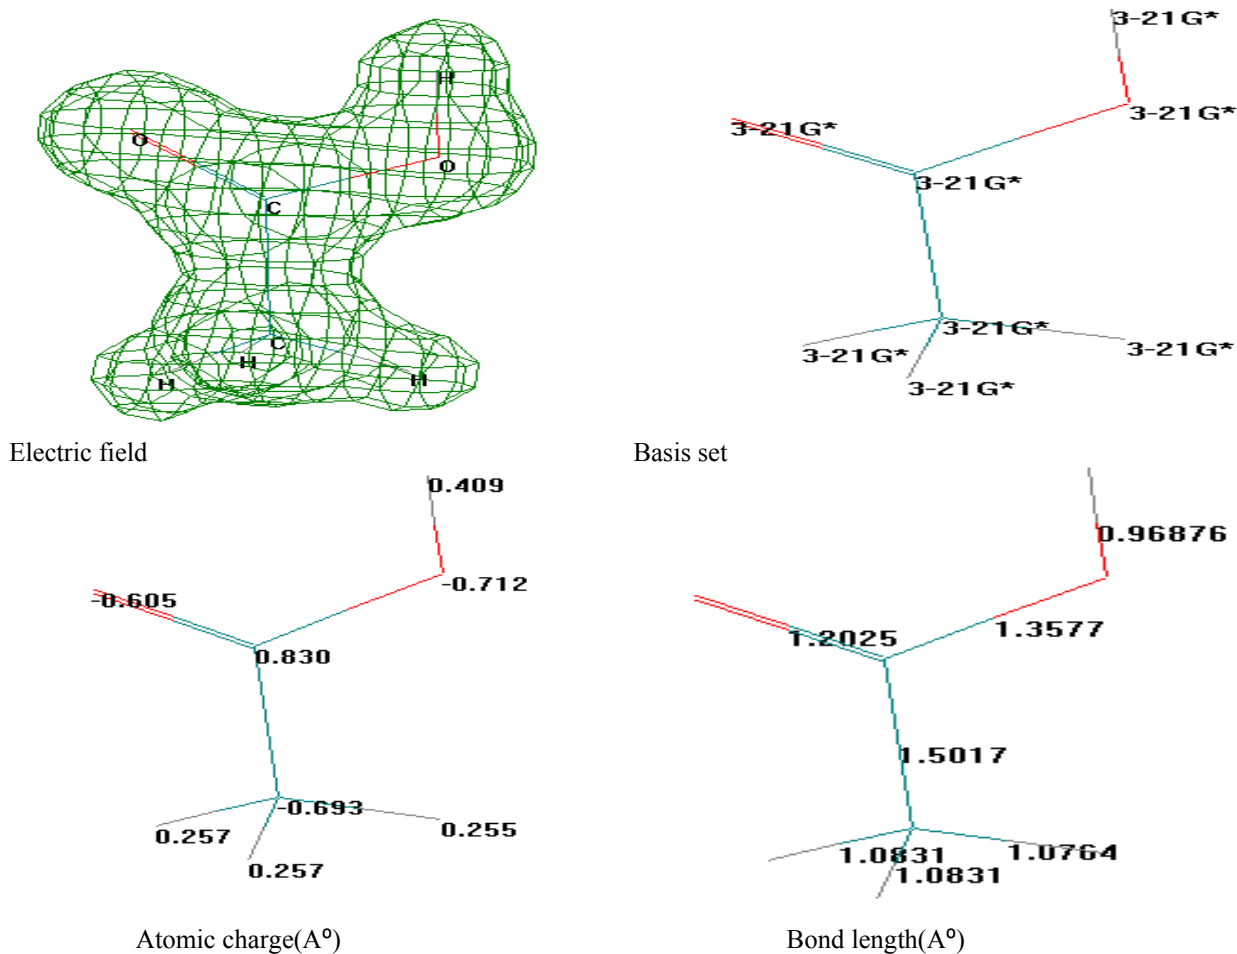 H
O
O
C
C
H
H
H
Electric field
3-21G*
3-21G*
3-21G*
3-21G*
3-21G*
3-21G*
3-21G*
3-21G*
Basis set
0.409
-0.712
-0.605
0.830
-0.693
0.257
0.255
0.257
Atomic charge(Aº)
0.96876
1.3577
1.2025
1.5017
1.0831
1.0764
1.0831
Bond length(Aº)